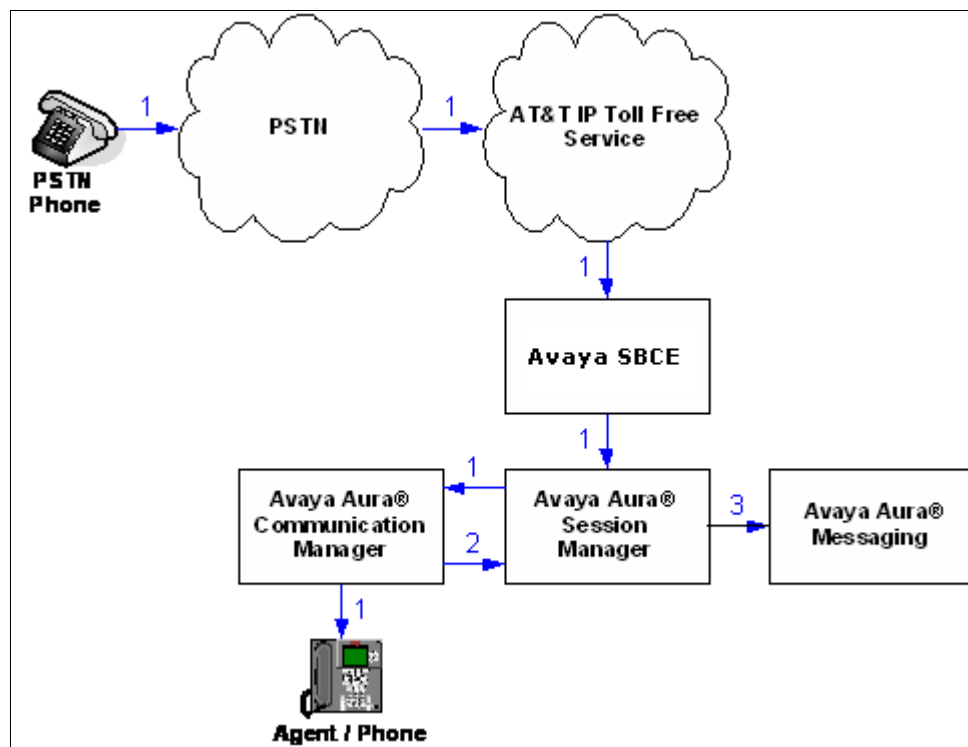 1
1
PSTN
AT&T IP Toll Free
Service
PSTN
Phone
1
Avaya SBCE
1
1
Avaya Aura®
Communication
Manager
2
Avaya Aura®
Session
Manager
3
Avaya Aura®
Messaging
1
Agent / Phone